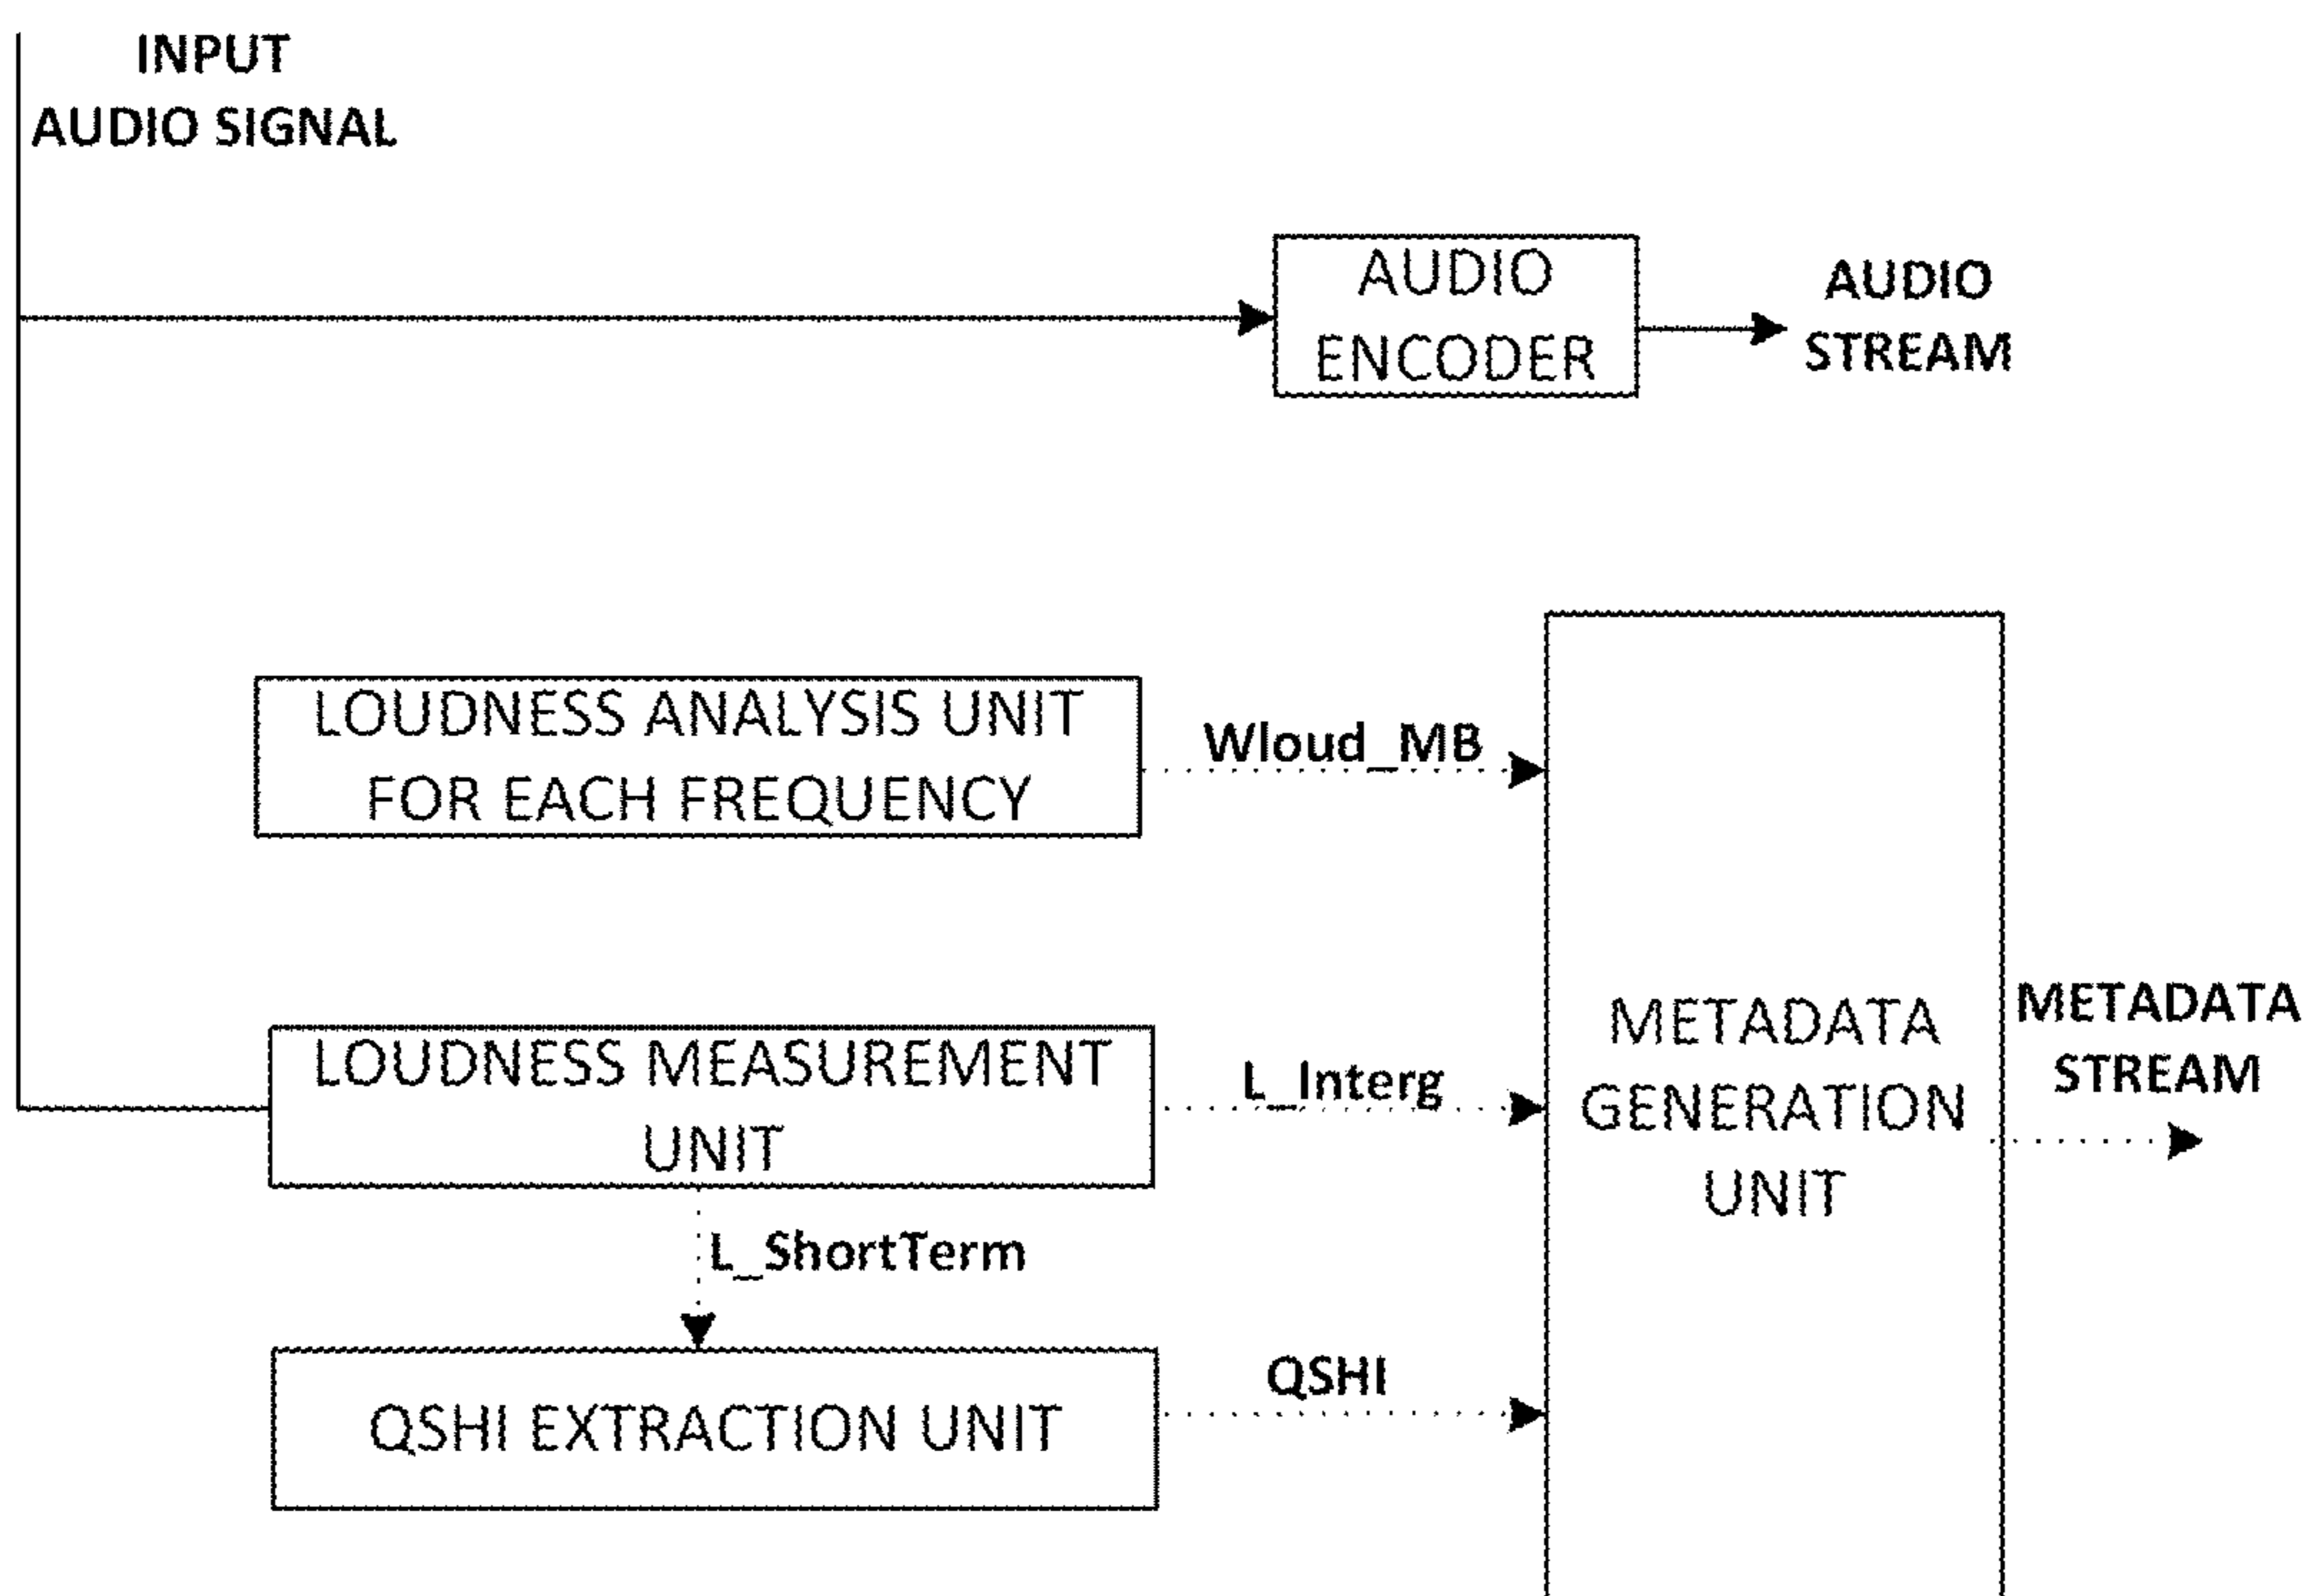 INPUT
AUDIO SIGNAL
AUDIO
ENCODER
AUDIO
STREAM
LOUDNESS ANALYSIS UNIT
FOR EACH FREQUENCY
Wloud_MB
LOUDNESS MEASUREMENT
UNIT
L_Interg
METADATA
GENERATION
UNIT
METADATA
STREAM
L_ShortTerm
QSHI EXTRACTION UNIT
QSHI